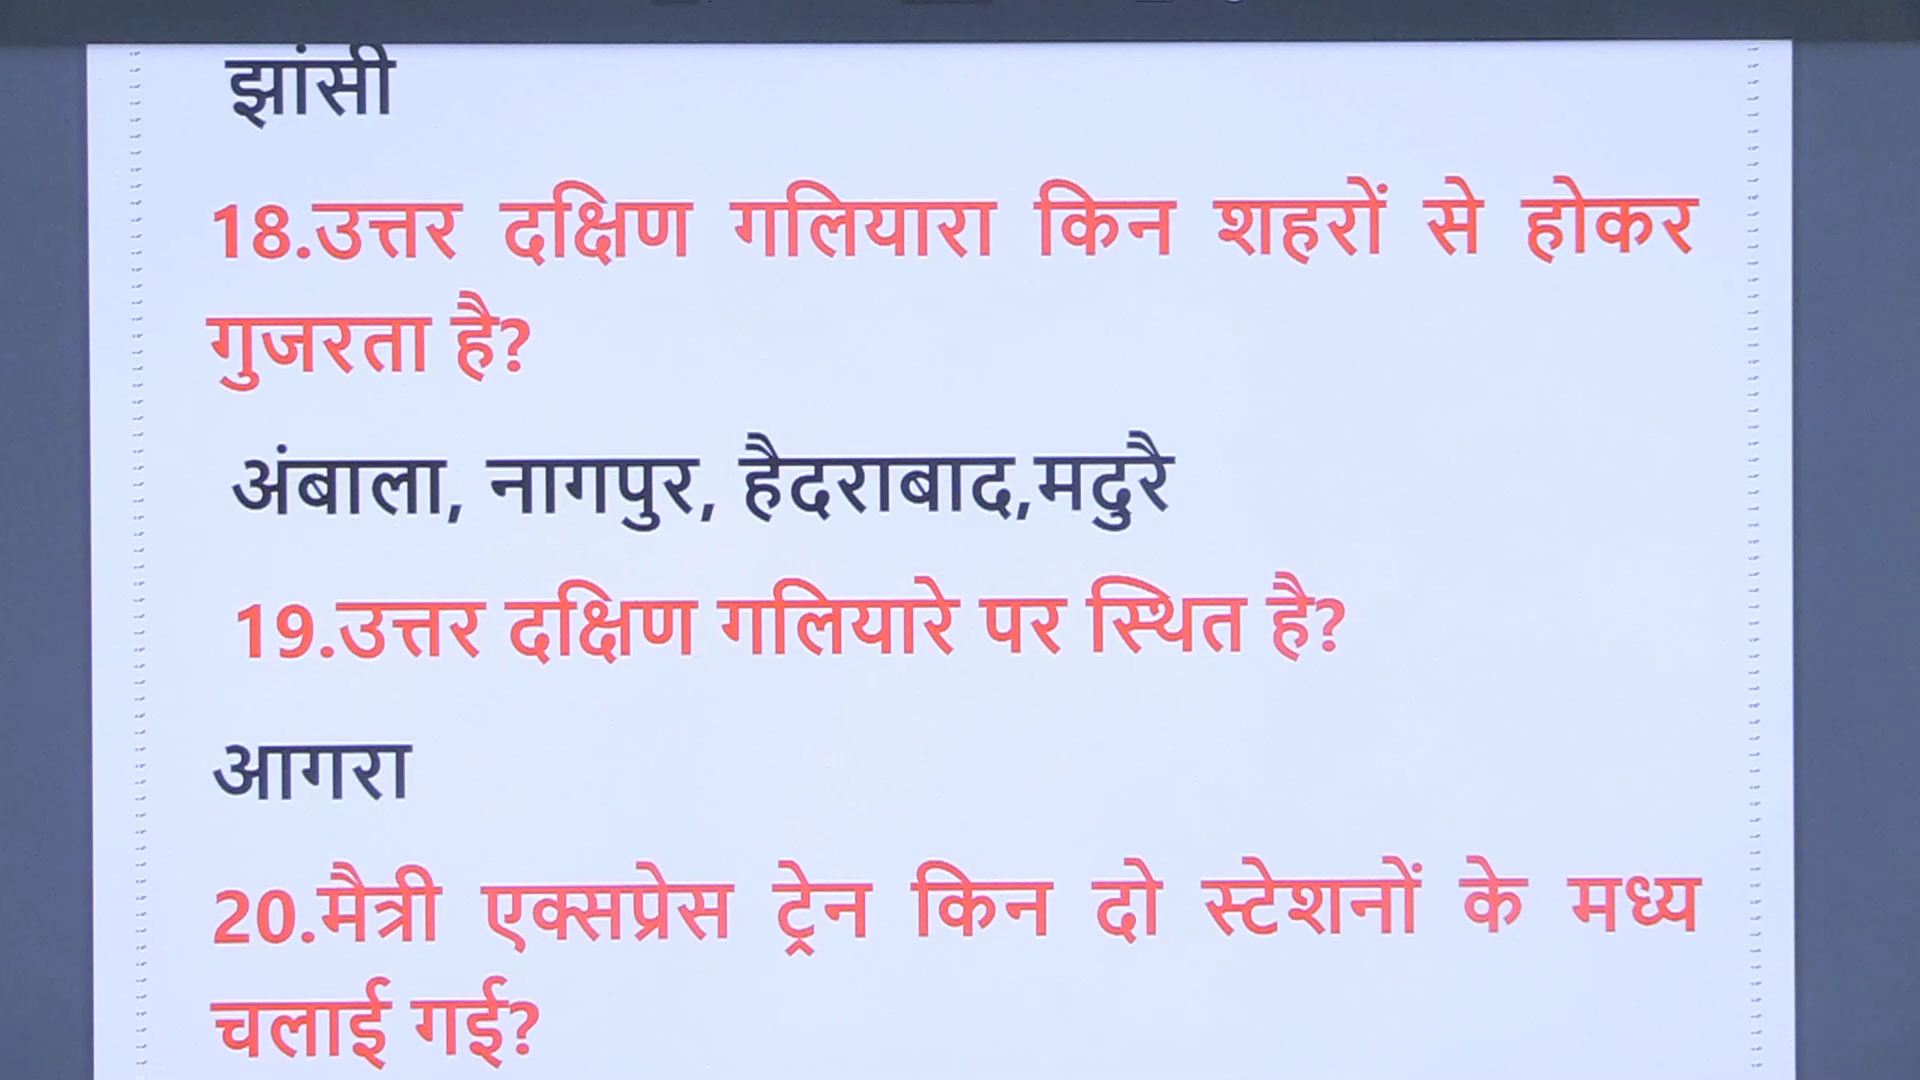 झांसी
18.उत्तर दक्षिण गलियारा किन शहरों से होकर
गुजरता है?
अंबाला, नागपुर, हैदराबाद,मदुरै
19.उत्तर दक्षिण गलियारे पर स्थित है?
आगरा
20.मैत्री एक्सप्रेस ट्रेन किन दो स्टेशनों के मध्य
चलाई गई?